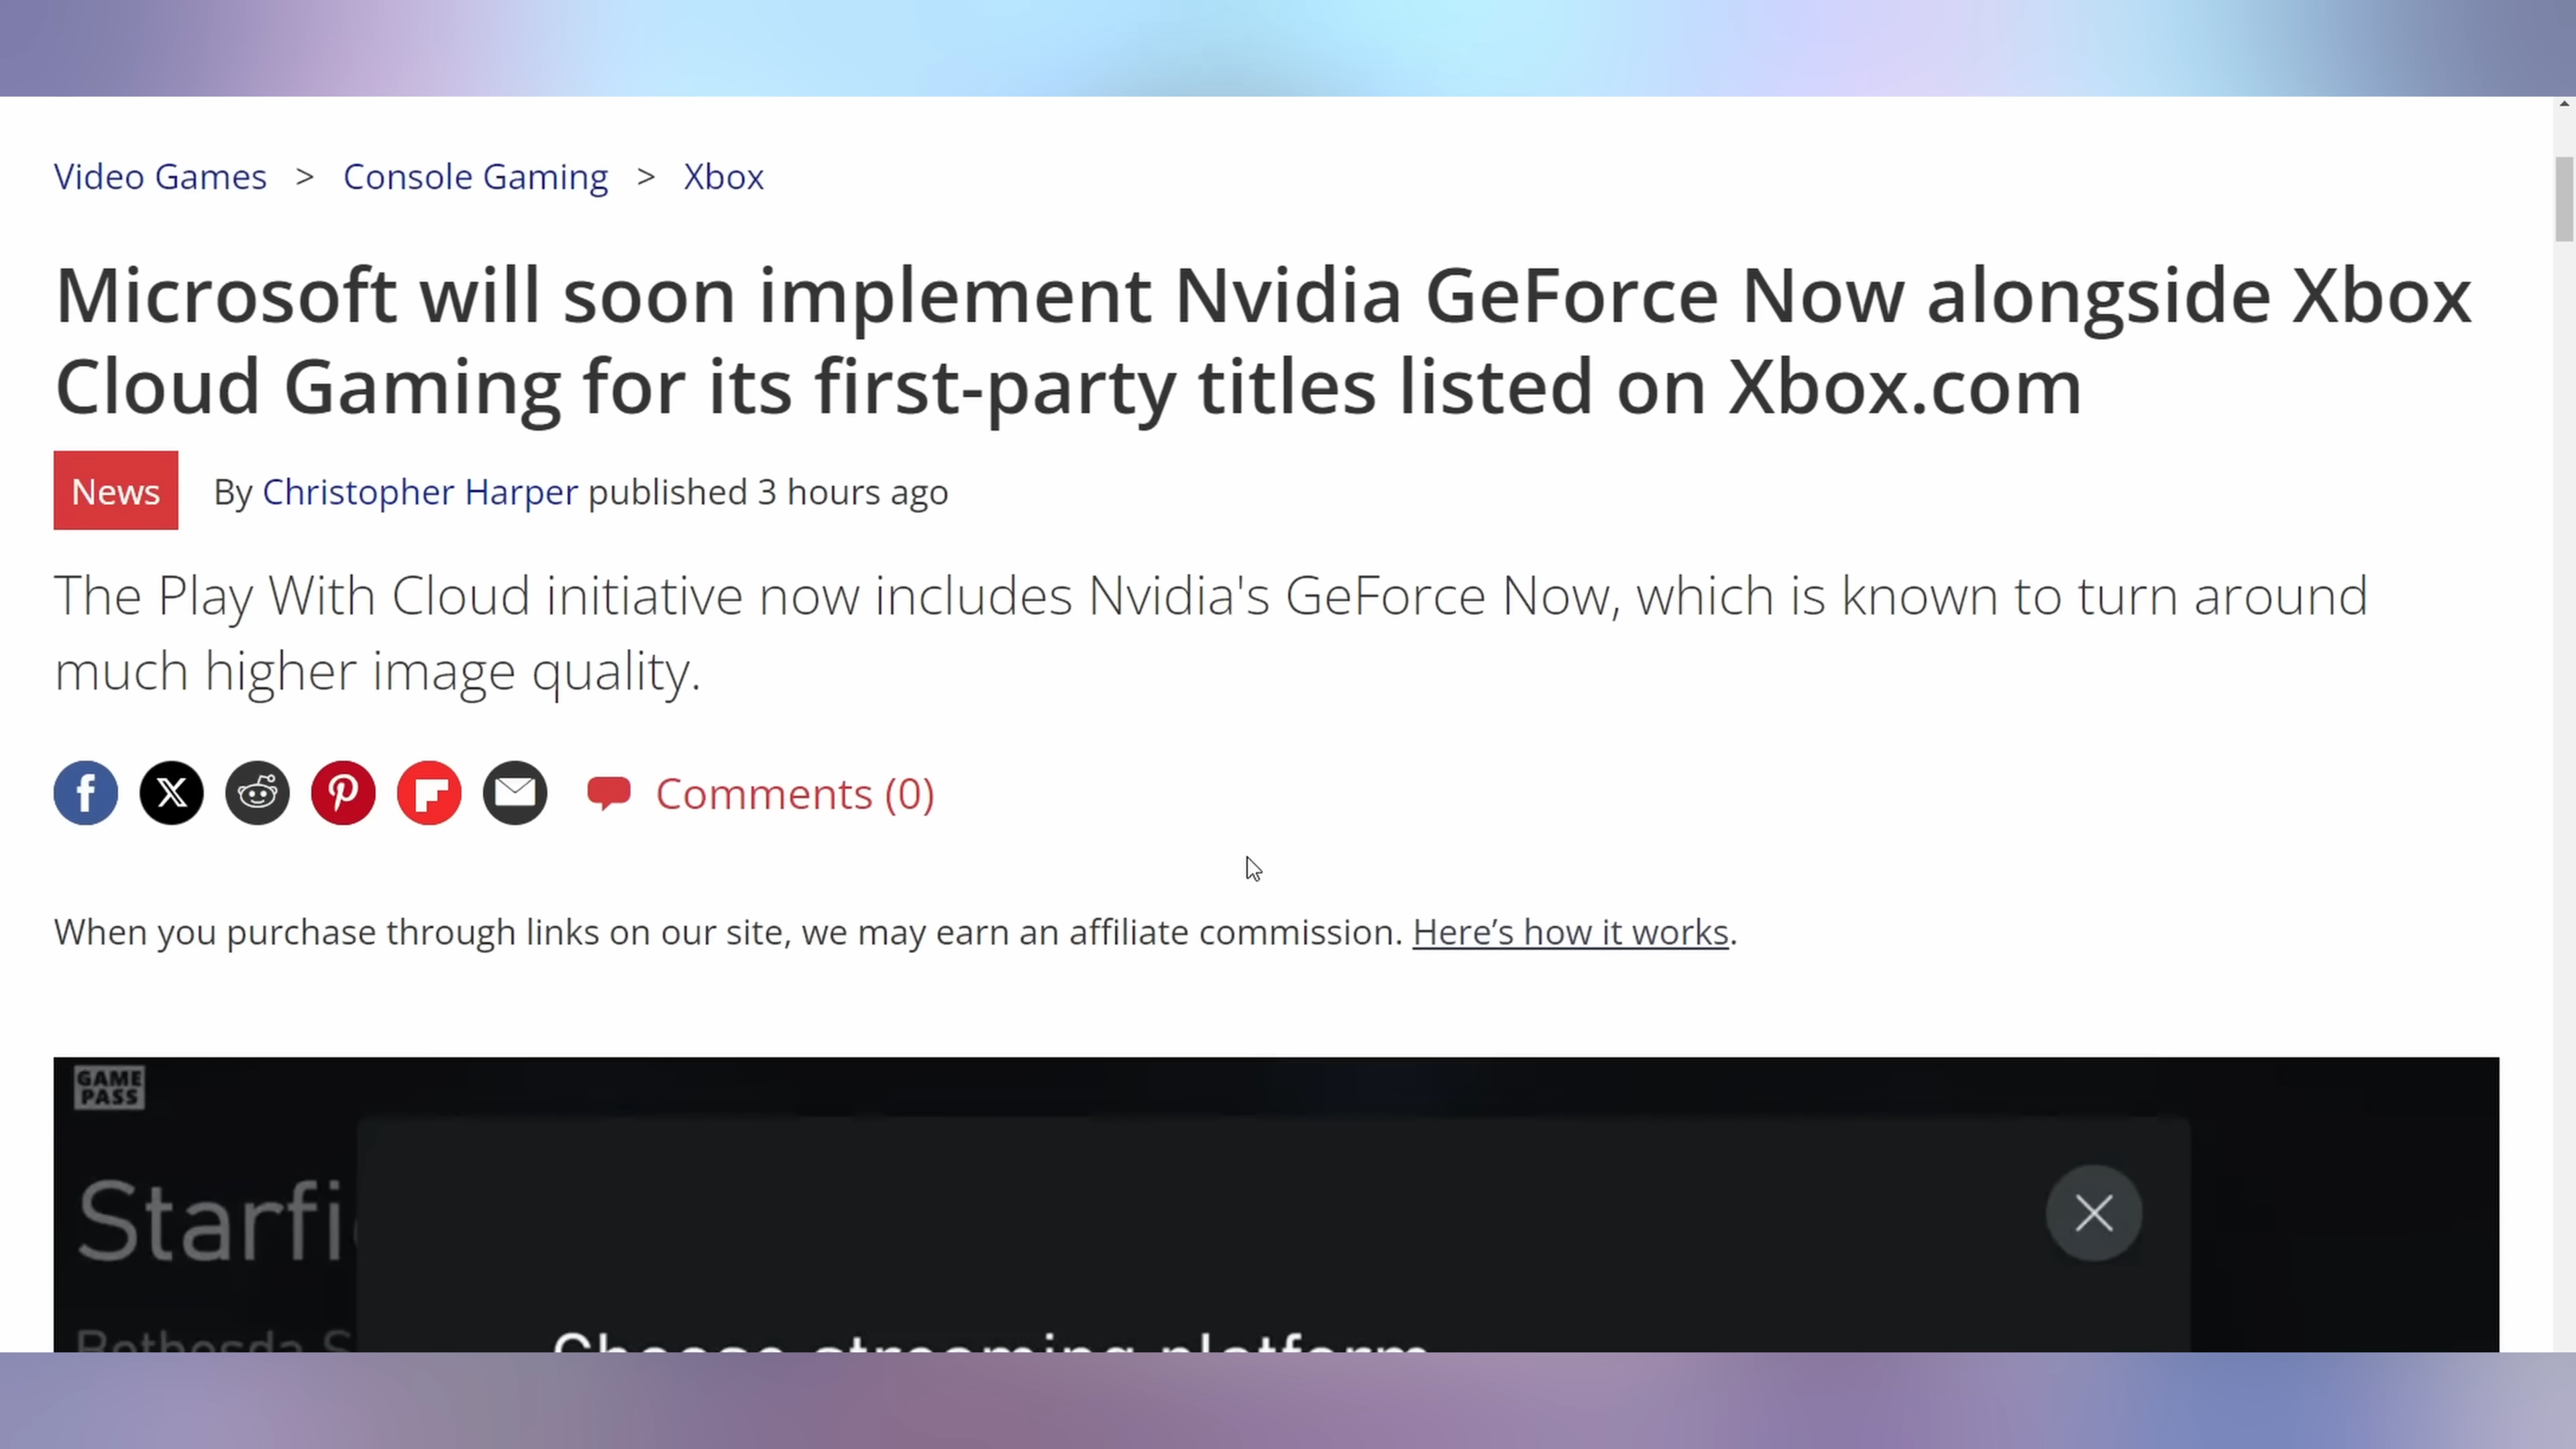 Video Games > Console Gaming > Xbox
Microsoft will soon implement Nvidia GeForce Now alongside Xbox
Cloud Gaming for its first-party titles listed on Xbox.com
News By Christopher Harper published 3 hours ago
The Play With Cloud initiative now includes Nvidia's GeForce Now, which is known to turn around
much higher image quality.
Comments (0)
When you purchase through links on our site, we may earn an affiliate commission. Here’s how it works.
GAME
PASS
Starfi
Bethesda S
Choose streaming platform